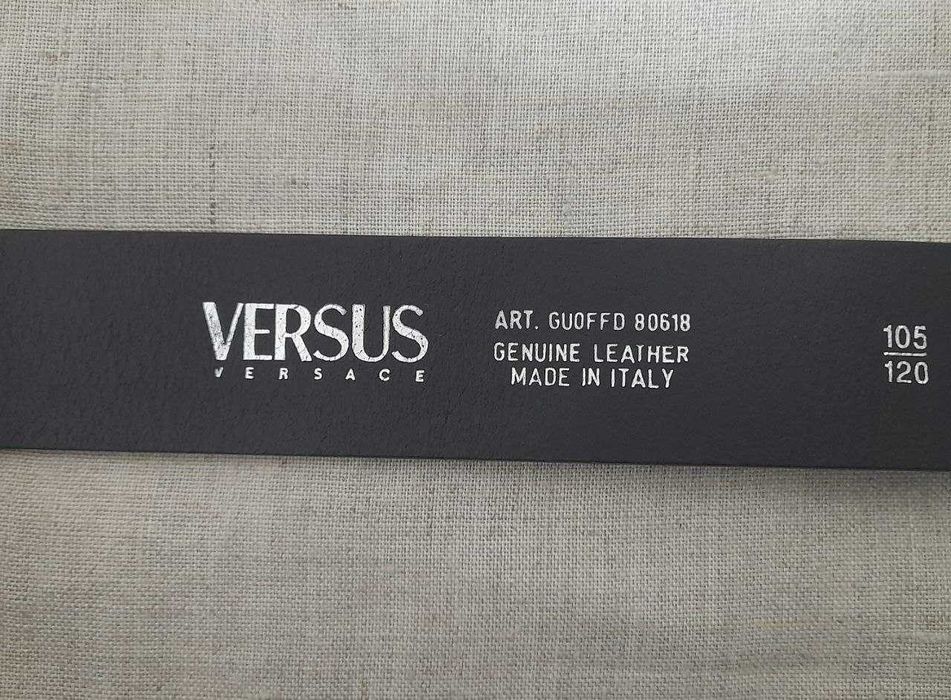 VERSUS
VERSACE
ART. GUOFFD 80618
GENUINE LEATHER
MADE IN ITALY
105
120